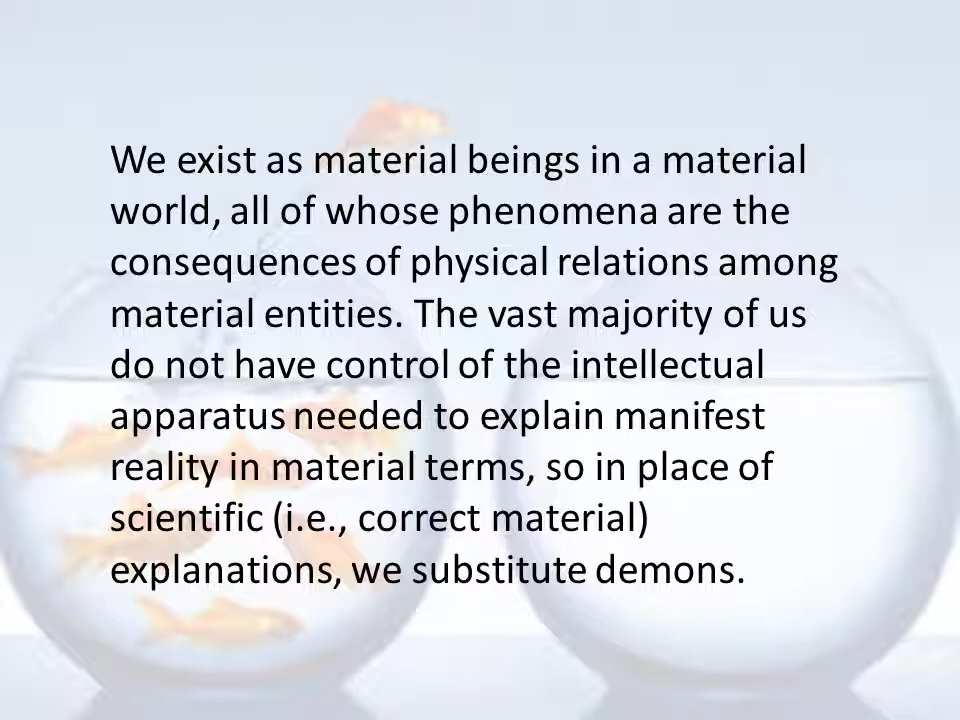 We exist as material beings in a material
world, all of whose phenomena are the
consequences of physical relations among
material entities. The vast majority of us
do not have control of the intellectual
apparatus needed to explain manifest
reality in material terms, so in place of
scientific (i.e., correct material)
explanations, we substitute demons.